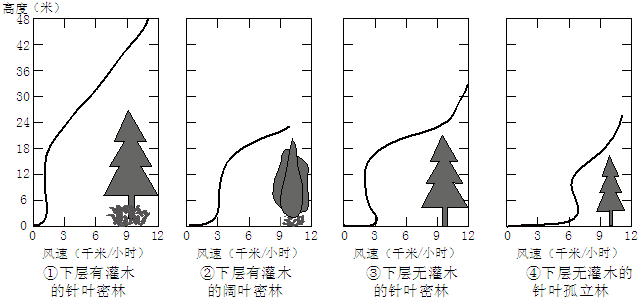 高度(米)
48
42
36
30
24
18
12
6
0 3 6 9 12 0 3 6 9 12 0 3 6 9 12 0 3 6 9 12
风速(千米/小时) 风速(千米/小时) 风速(千米/小时) 风速(千米/小时)
①下层有灌木 ②下层有灌木 ③下层无灌木 ④下层无灌木的
的针叶密林 的阔叶密林 的针叶密林 针叶孤立林